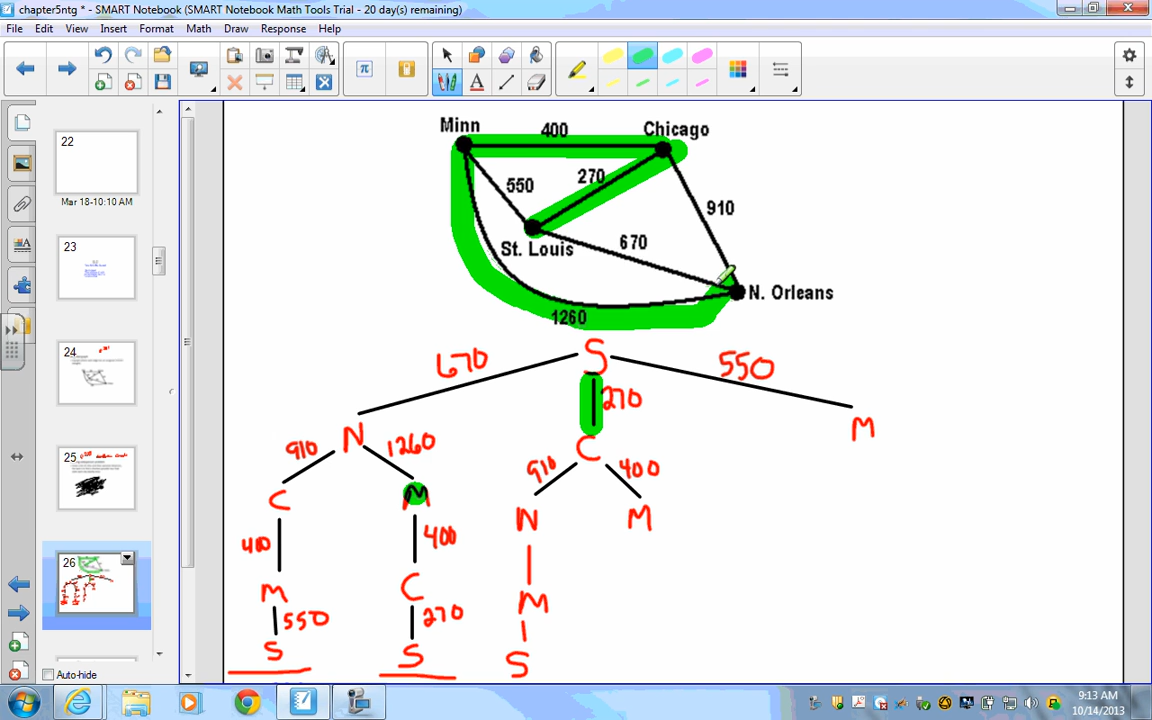 chapter5ntg * - SMART Notebook (SMART Notebook Math Tools Trial - 20 day(s) remaining)
File Edit View Insert Format Math Draw Response Help
22
Mar 18-10:10 AM
23
24
25
26
Auto-hide
Minn 400 Chicago
550 270
910
St. Louis 670
N. Orleans
1260
S
670 270 550
N C M
910 1260 910 400
C M N M
400 400
M C M
550 270
S S S
9:13 AM
10/14/2013